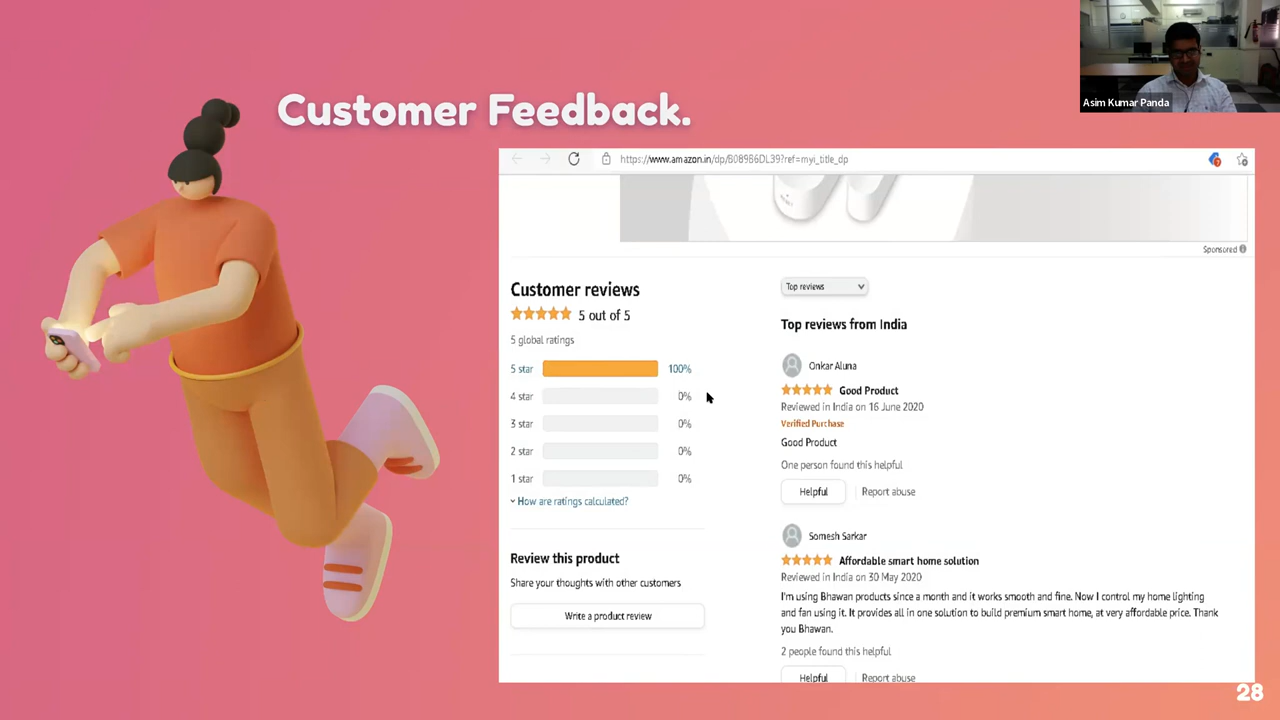 Customer Feedback.
Asim Kumar Panda
https://www.amazon.in/dp/B089B6DL39?ref=myi_title_dp
Sponsored
Customer reviews
5 out of 5
5 global ratings
5 star 100%
4 star 0%
3 star 0%
2 star 0%
1 star 0%
How are ratings calculated?
Review this product
Share your thoughts with other customers
Write a product review
Top reviews
Top reviews from India
Onkar Aluna
Good Product
Reviewed in India on 16 June 2020
Verified Purchase
Good Product
One person found this helpful
Helpful
Report abuse
Somesh Sarkar
Affordable smart home solution
Reviewed in India on 30 May 2020
I'm using Bhawan products since a month and it works smooth and fine. Now I control my home lighting
and fan using it. It provides all in one solution to build premium smart home, at very affordable price. Thank
you Bhawan.
2 people found this helpful
Helpful
Report abuse
28